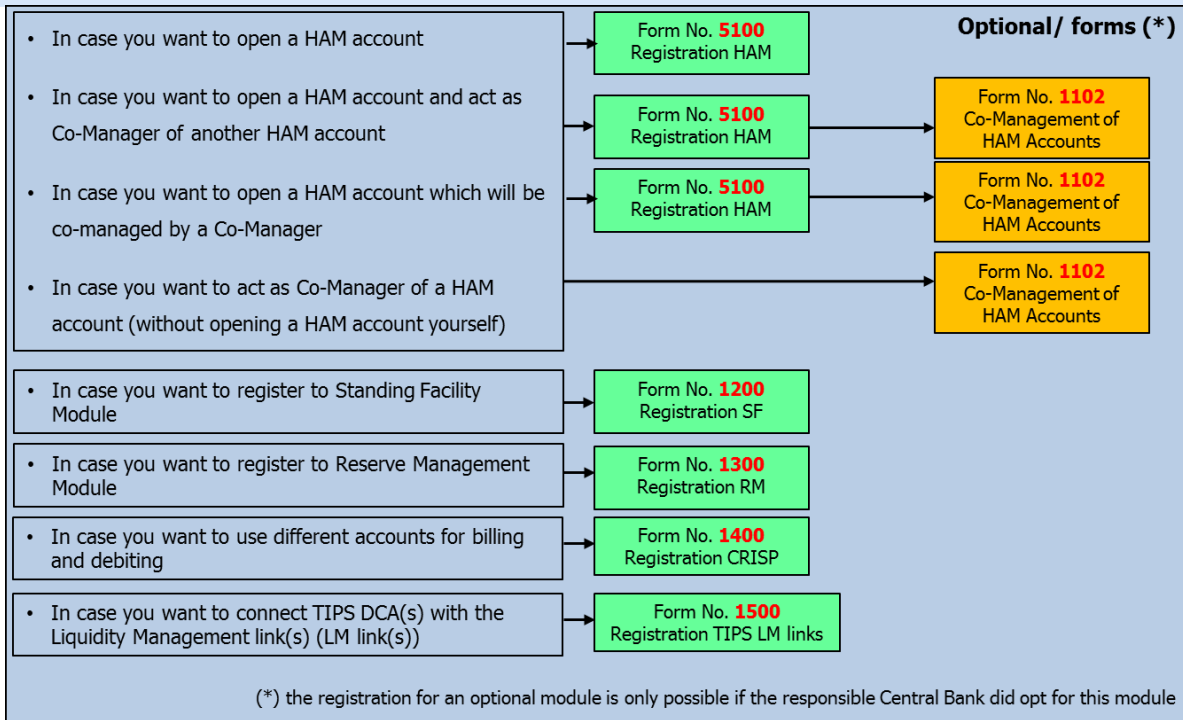 Optional/ forms (*)
• In case you want to open a HAM account
Form No. 5100
Registration HAM
• In case you want to open a HAM account and act as
Co-Manager of another HAM account
Form No. 5100
Registration HAM
Form No. 1102
Co-Management of
HAM Accounts
• In case you want to open a HAM account which will be
co-managed by a Co-Manager
Form No. 5100
Registration HAM
Form No. 1102
Co-Management of
HAM Accounts
• In case you want to act as Co-Manager of a HAM
account (without opening a HAM account yourself)
Form No. 1102
Co-Management of
HAM Accounts
• In case you want to register to Standing Facility
Module
Form No. 1200
Registration SF
• In case you want to register to Reserve Management
Module
Form No. 1300
Registration RM
• In case you want to use different accounts for billing
and debiting
Form No. 1400
Registration CRISP
• In case you want to connect TIPS DCA(s) with the
Liquidity Management link(s) (LM link(s))
Form No. 1500
Registration TIPS LM links
(*) the registration for an optional module is only possible if the responsible Central Bank did opt for this module